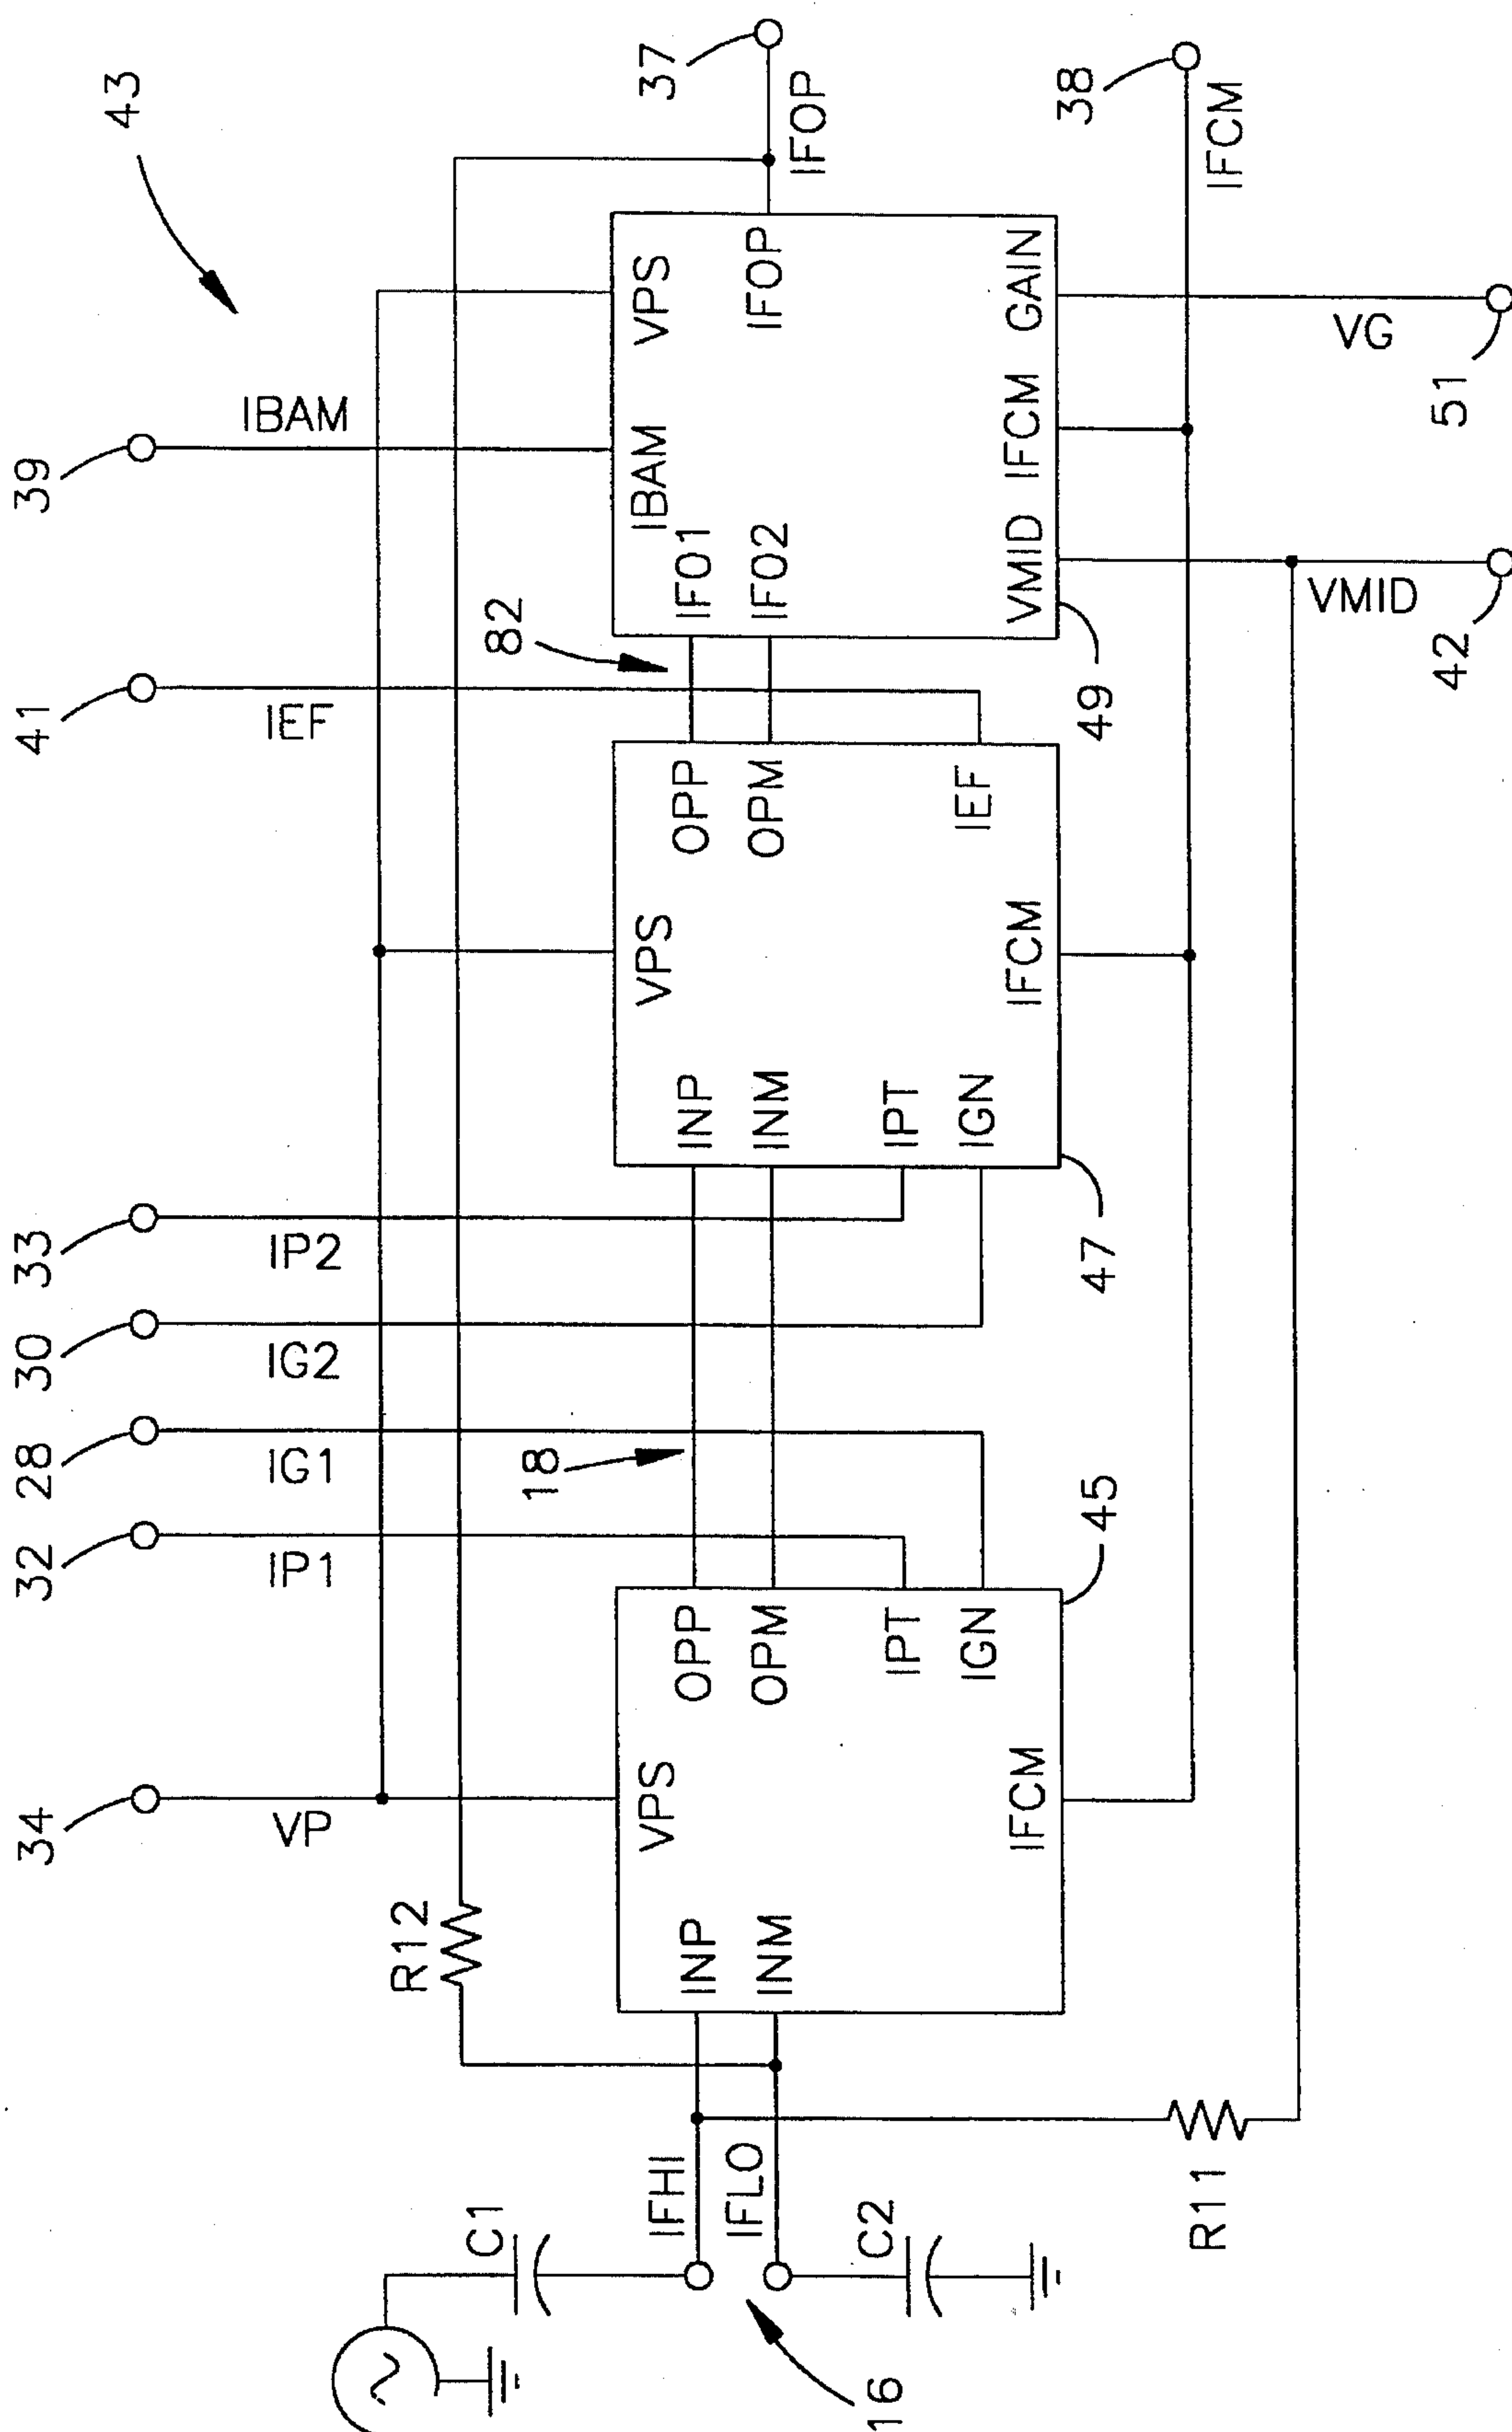 43
34
32
28
30
33
41
39
VP
IP1
IG1
IG2
IP2
IEF
IBAM
R12
37
IFOP
C1
IFHI
IFLO
C2
16
R11
VPS
INP
INM
OPP
OPM
IPT
IGN
IFCM
45
18
VPS
INP
INM
IPT
IGN
OPP
OPM
IEF
IFCM
47
82
IBAM
VPS
IFO1
IFO2
IFOP
VMID
IFCM
GAIN
49
38
IFCM
VMID
42
VG
51